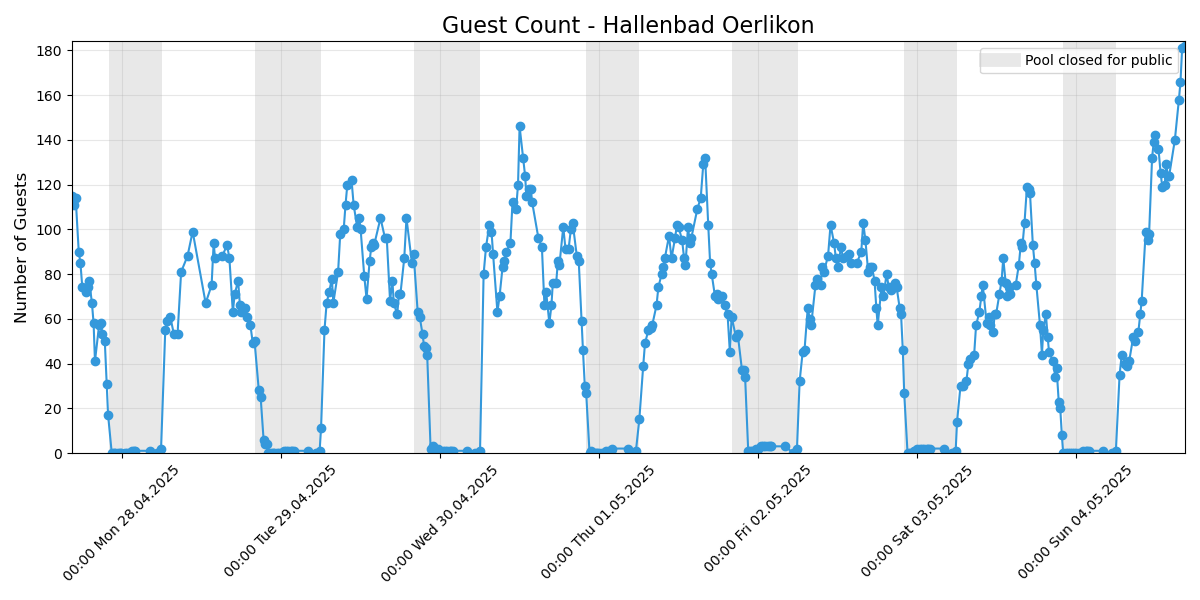 Guest Count - Hallenbad Oerlikon
Pool closed for public
Number of Guests
180
160
140
120
100
80
60
40
20
0
00:00 Mon 28.04.2025
00:00 Tue 29.04.2025
00:00 Wed 30.04.2025
00:00 Thu 01.05.2025
00:00 Fri 02.05.2025
00:00 Sat 03.05.2025
00:00 Sun 04.05.2025